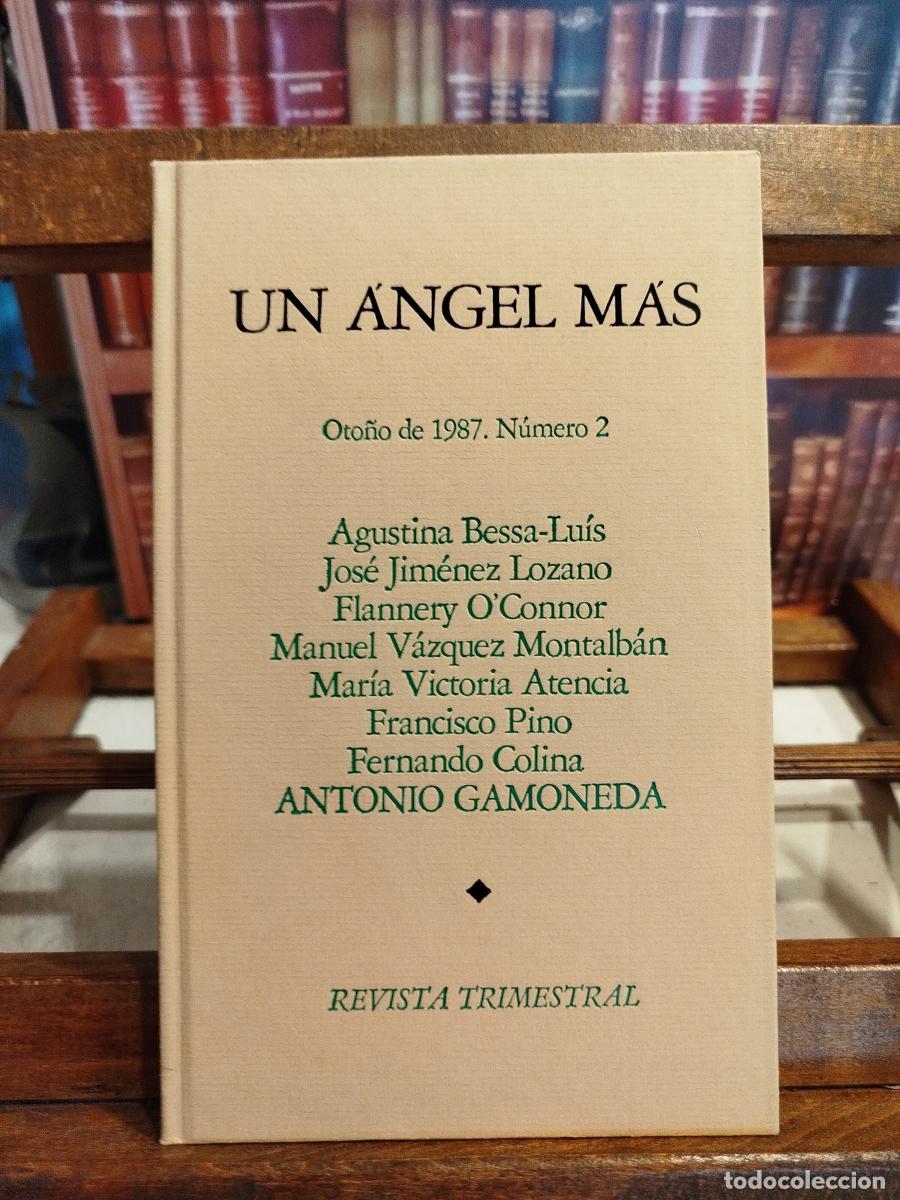 UN ÁNGEL MÁS
Otoño de 1987. Número 2
Agustina Bessa-Luís
José Jiménez Lozano
Flannery O'Connor
Manuel Vázquez Montalbán
María Victoria Atencia
Francisco Pino
Fernando Colina
ANTONIO GAMONEDA
REVISTA TRIMESTRAL
todocoleccion